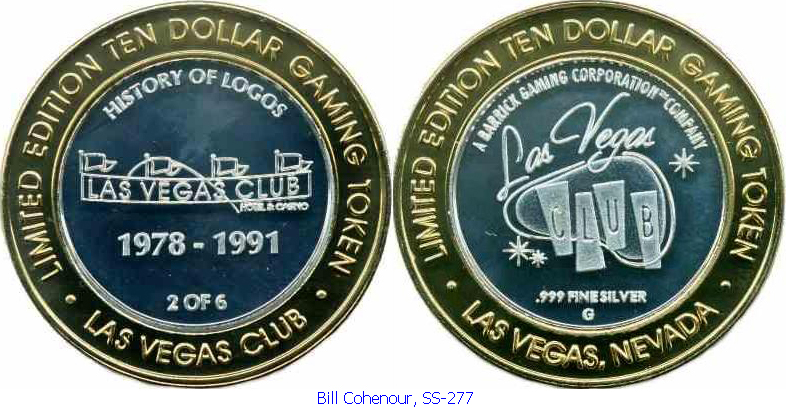 LIMITED EDITION TEN DOLLAR GAMING TOKEN
HISTORY OF LOGOS
LAS VEGAS CLUB
HOTEL & CASINO
1978 - 1991
2 OF 6
• LAS VEGAS CLUB •
LIMITED EDITION TEN DOLLAR GAMING TOKEN
A BARRICK GAMING CORPORATION™ COMPANY
Las Vegas
CLUB
.999 FINE SILVER
G
• LAS VEGAS, NEVADA •
Bill Cohenour, SS-277